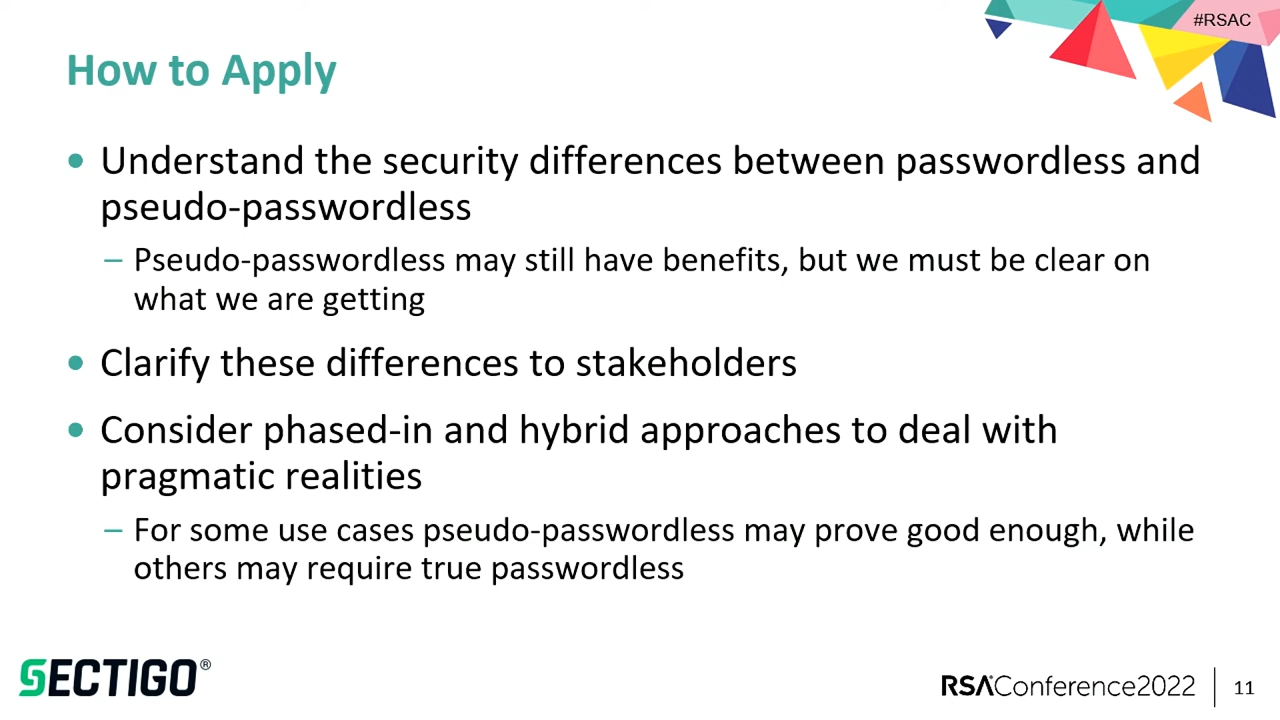 #RSAC
How to Apply
• Understand the security differences between passwordless and
pseudo-passwordless
– Pseudo-passwordless may still have benefits, but we must be clear on
what we are getting
• Clarify these differences to stakeholders
• Consider phased-in and hybrid approaches to deal with
pragmatic realities
– For some use cases pseudo-passwordless may prove good enough, while
others may require true passwordless
SECTIGO®
RSAConference2022
11